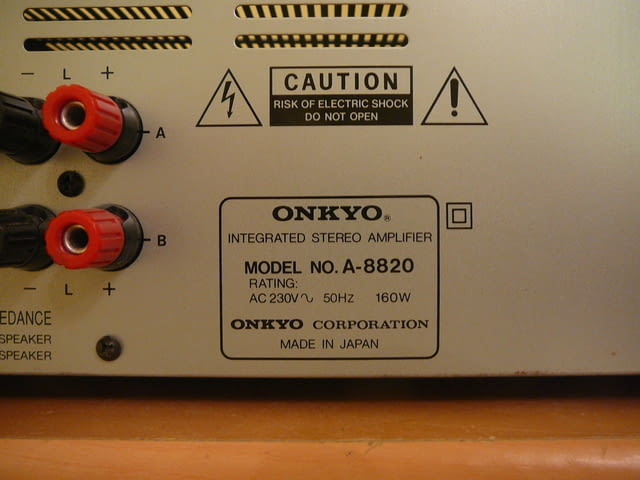 − L +
A
CAUTION
RISK OF ELECTRIC SHOCK
DO NOT OPEN
B
− L +
EDANCE
SPEAKER
SPEAKER
ONKYO®
INTEGRATED STEREO AMPLIFIER
MODEL NO. A-8820
RATING:
AC 230V∿ 50Hz 160W
ONKYO CORPORATION
MADE IN JAPAN